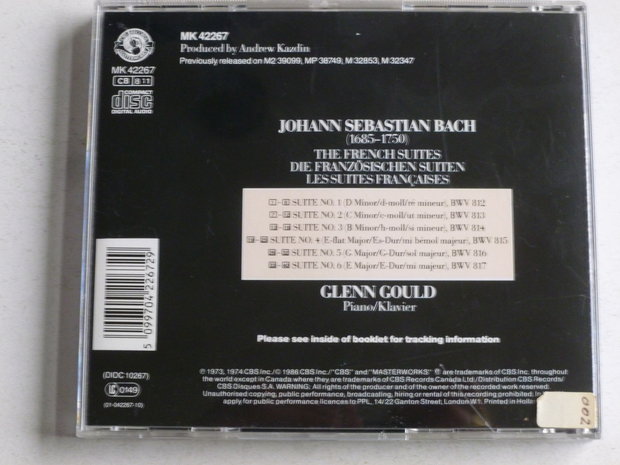 MK 42267
Produced by Andrew Kazdin
Previously released on M2 39099, MP 38749, M 32853, M 32347
MK 42267
CB 811
COMPACT
disc
DIGITAL AUDIO
JOHANN SEBASTIAN BACH
(1685–1750)
THE FRENCH SUITES
DIE FRANZÖSISCHEN SUITEN
LES SUITES FRANÇAISES
SUITE NO. 1 (D Minor/d-moll/ré mineur), BWV 812
SUITE NO. 2 (C Minor/c-moll/ut mineur), BWV 813
SUITE NO. 3 (B Minor/h-moll/si mineur), BWV 814
SUITE NO. 4 (E-flat Major/Es-Dur/mi bémol majeur), BWV 815
SUITE NO. 5 (G Major/G-Dur/sol majeur), BWV 816
SUITE NO. 6 (E Major/E-Dur/mi majeur), BWV 817
GLENN GOULD
Piano/Klavier
Please see inside of booklet for tracking information
5 099704 226729
(DIDC 10267)
0149
(01-042267-10)
℗ 1973, 1974 CBS Inc./© 1986 CBS Inc./"CBS" and "MASTERWORKS" ® are trademarks of CBS Inc. throughout
the world except in Canada where they are trademarks of CBS Records Canada Ltd./Distribution CBS Records/
CBS Disques S.A. WARNING: All rights of the producer and of the owner of the recorded work reserved.
Unauthorised copying, public performance, broadcasting, hiring or rental of this recording prohibited. In
apply for public performance licences to PPL, 14/22 Ganton Street, London W1. Printed in Holland
002